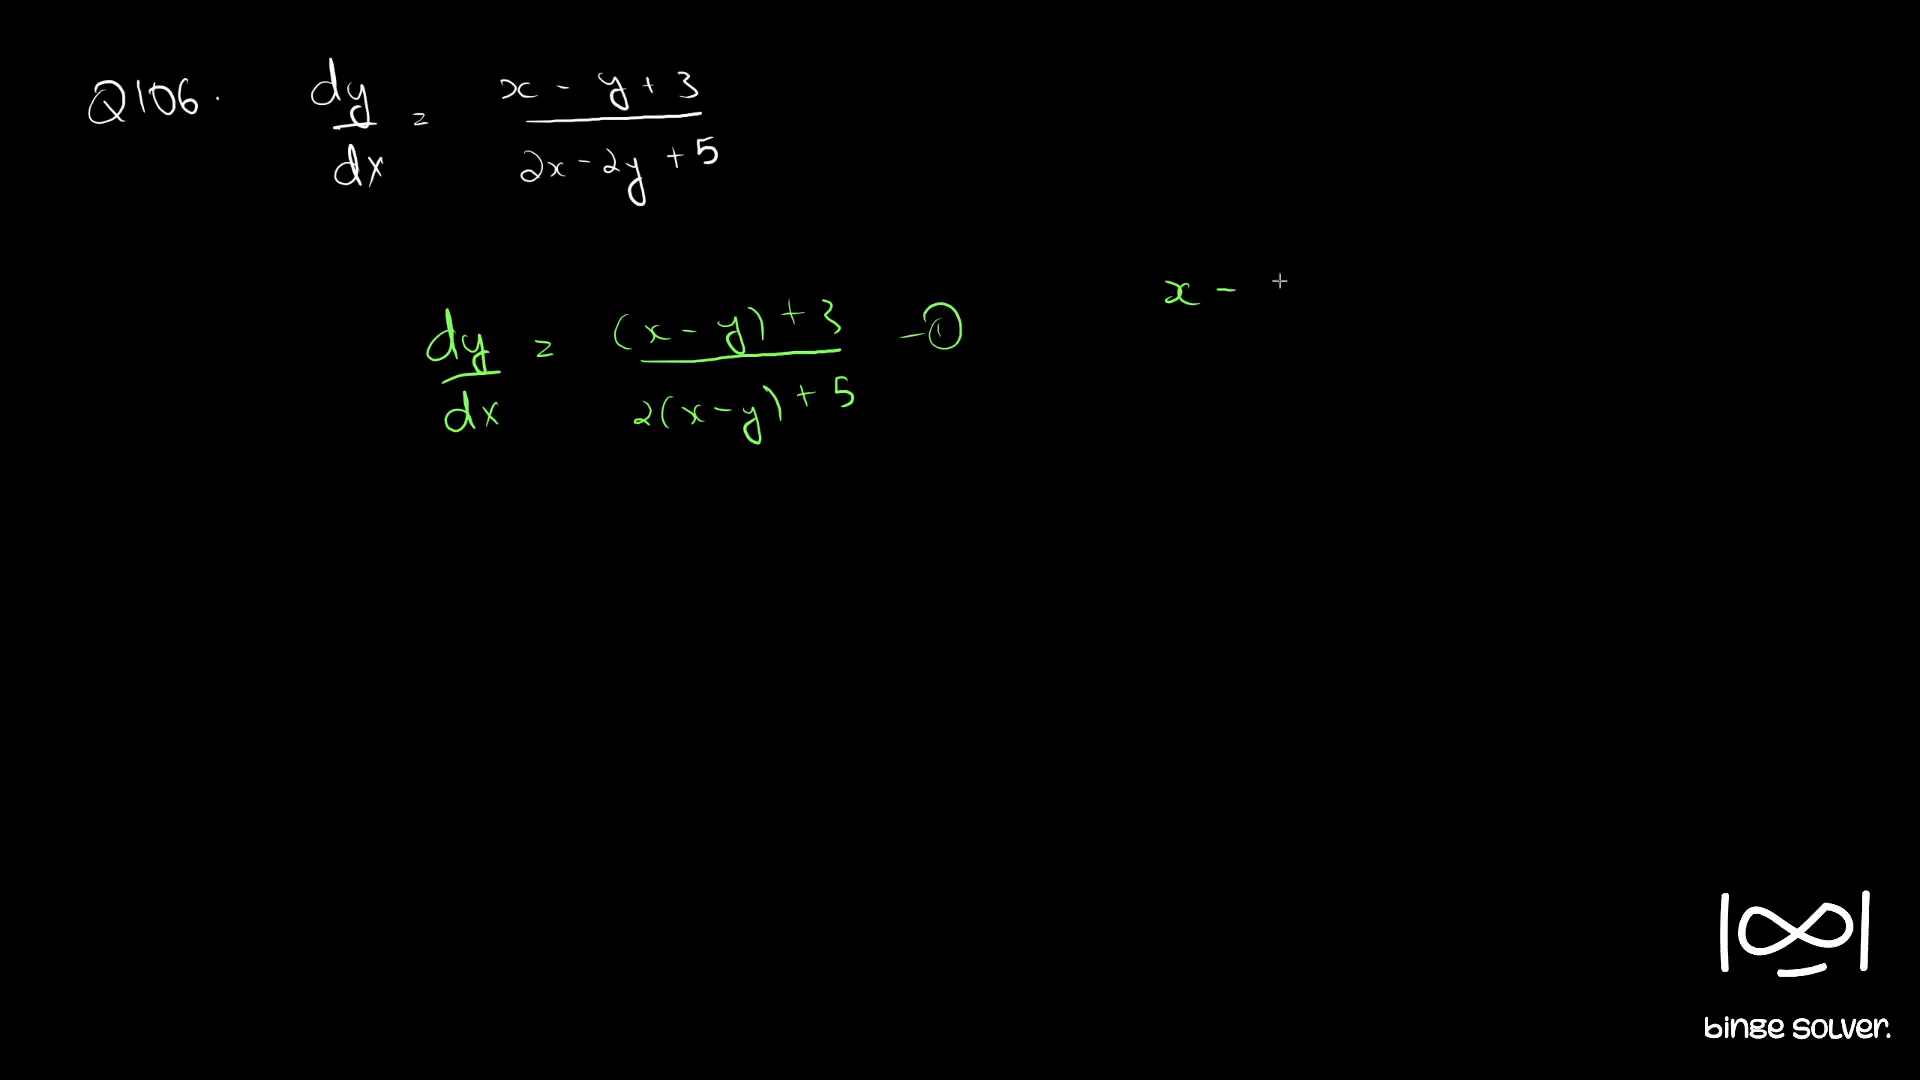 Q106. dy/dx = x - y + 3 / 2x - 2y + 5
dy/dx = (x - y) + 3 / 2(x - y) + 5 - ①
x -
binge solver.